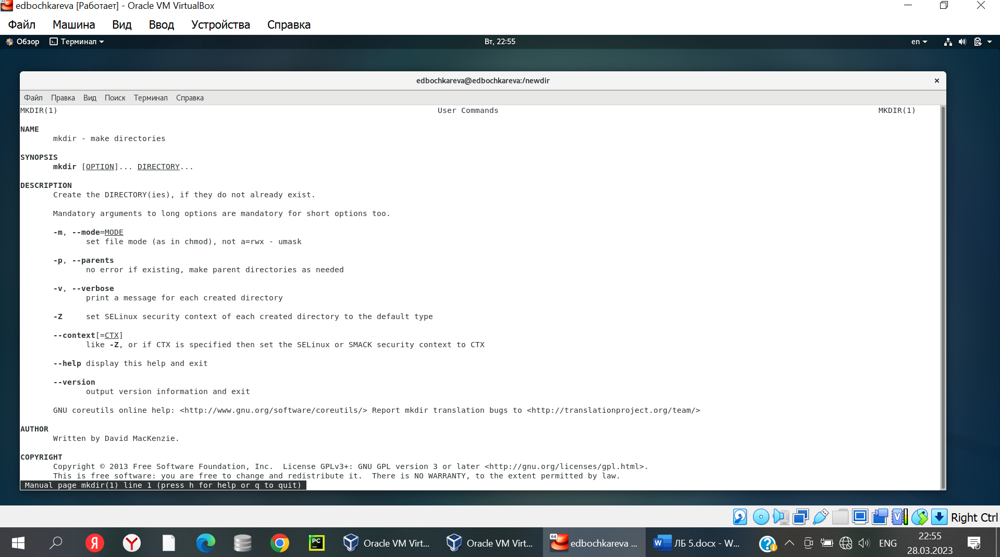 edbochkareva [Работает] - Oracle VM VirtualBox
Файл Машина Вид Ввод Устройства Справка
Обзор Терминал Вт, 22:55 en
edbochkareva@edbochkareva:/newdir
Файл Правка Вид Поиск Терминал Справка
MKDIR(1) User Commands MKDIR(1)
NAME
mkdir - make directories
SYNOPSIS
mkdir [OPTION]... DIRECTORY...
DESCRIPTION
Create the DIRECTORY(ies), if they do not already exist.
Mandatory arguments to long options are mandatory for short options too.
-m, --mode=MODE
set file mode (as in chmod), not a=rwx - umask
-p, --parents
no error if existing, make parent directories as needed
-v, --verbose
print a message for each created directory
-Z set SELinux security context of each created directory to the default type
--context[=CTX]
like -Z, or if CTX is specified then set the SELinux or SMACK security context to CTX
--help display this help and exit
--version
output version information and exit
GNU coreutils online help: <http://www.gnu.org/software/coreutils/> Report mkdir translation bugs to <http://translationproject.org/team/>
AUTHOR
Written by David MacKenzie.
COPYRIGHT
Copyright © 2013 Free Software Foundation, Inc. License GPLv3+: GNU GPL version 3 or later <http://gnu.org/licenses/gpl.html>.
This is free software: you are free to change and redistribute it. There is NO WARRANTY, to the extent permitted by law.
Manual page mkdir(1) line 1 (press h for help or q to quit)
Right Ctrl
Я Y PC Oracle VM Virt... Oracle VM Virt... 64 edbochkareva ... W ЛБ 5.docx - W... ENG 22:55
28.03.2023